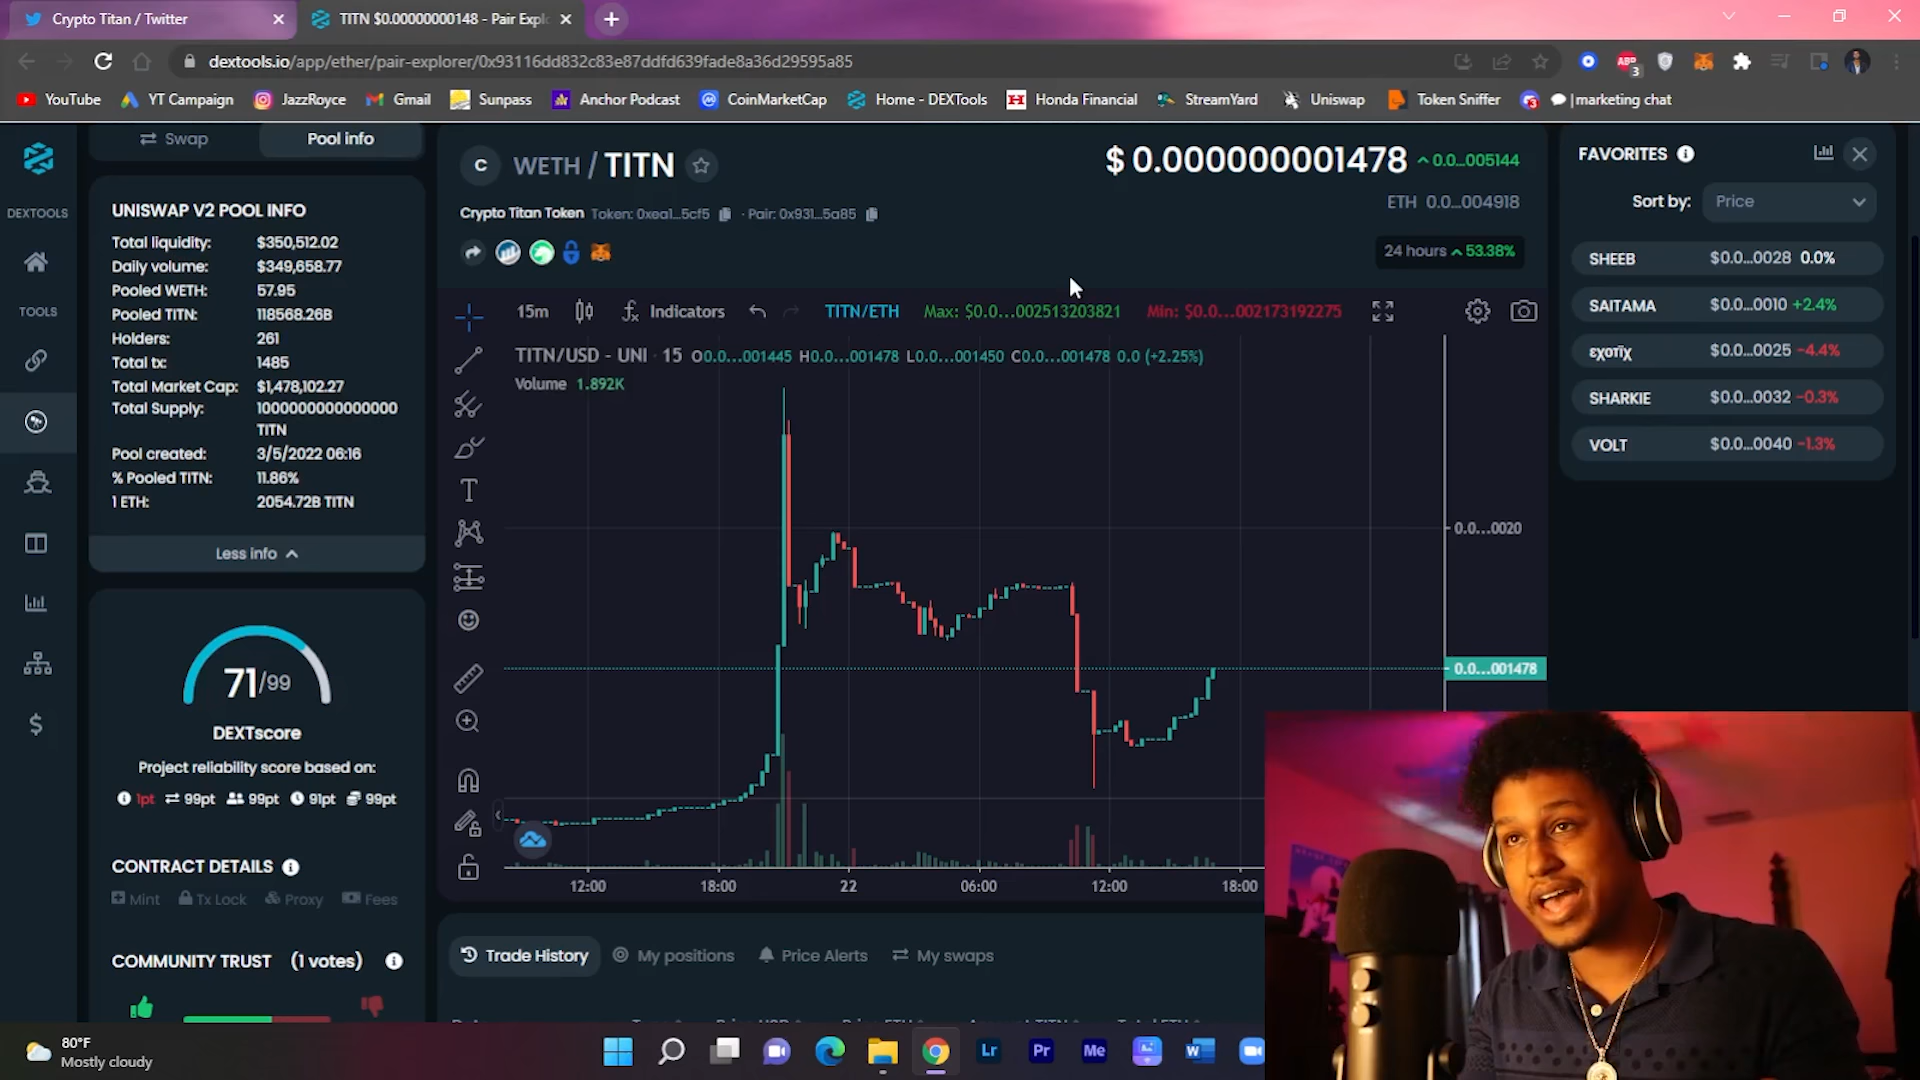 Crypto Titan / Twitter
TITN $0.00000000148 - Pair Expl
dextools.io/app/ether/pair-explorer/0x93116dd832c83e87ddfd639fade8a36d29595a85
ABP
3
YouTube
YT Campaign
JazzRoyce
Gmail
Suspass
Anchor Podcast
CoinMarketCap
Home - DEXTools
Honda Financial
StreamYard
Uniswap
Token Sniffer
3
|marketing chat
DEXTOOLS
TOOLS
Swap
Pool info
UNISWAP V2 POOL INFO
Total liquidity: $350,512.02
Daily volume: $349,658.77
Pooled WETH: 57.95
Pooled TITN: 118568.26B
Holders: 261
Total tx: 1485
Total Market Cap: $1,478,102.27
Total Supply: 1000000000000000
TITN
Pool created: 3/5/2022 06:16
% Pooled TITN: 11.86%
1 ETH: 2054.72B TITN
Less info
71/99
DEXTscore
Project reliability score based on:
1pt 99pt 99pt 91pt 99pt
CONTRACT DETAILS
Mint Tx Lock Proxy Fees
COMMUNITY TRUST (1 votes)
C
WETH / TITN
$ 0.000000001478
0.0...005144
ETH 0.0...004918
Crypto Titan Token Token: 0xea1...5cf5 · Pair: 0x931...5a85
24 hours 53.38%
15m
Indicators
TITN/ETH
Max: $0.0...002513203821
Min: $0.0...002173192275
TITN/USD - UNI 15 O0.0...001445 H0.0...001478 L0.0...001450 C0.0...001478 0.0 (+2.25%)
Volume 1.892K
0.0...0020
0.0...001478
12:00 18:00 22 06:00 12:00 18:00
Trade History
My positions
Price Alerts
My swaps
FAVORITES
Sort by: Price
SHEEB $0.0...0028 0.0%
SAITAMA $0.0...0010 +2.4%
εχοτϊχ $0.0...0025 -4.4%
SHARKIE $0.0...0032 -0.3%
VOLT $0.0...0040 -1.3%
80°F
Mostly cloudy
Lr
Pr
Me
W